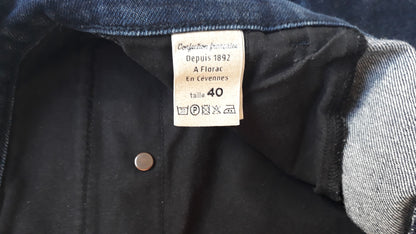 Confection française
Depuis 1892
A Florac
En Cévennes
taille 40